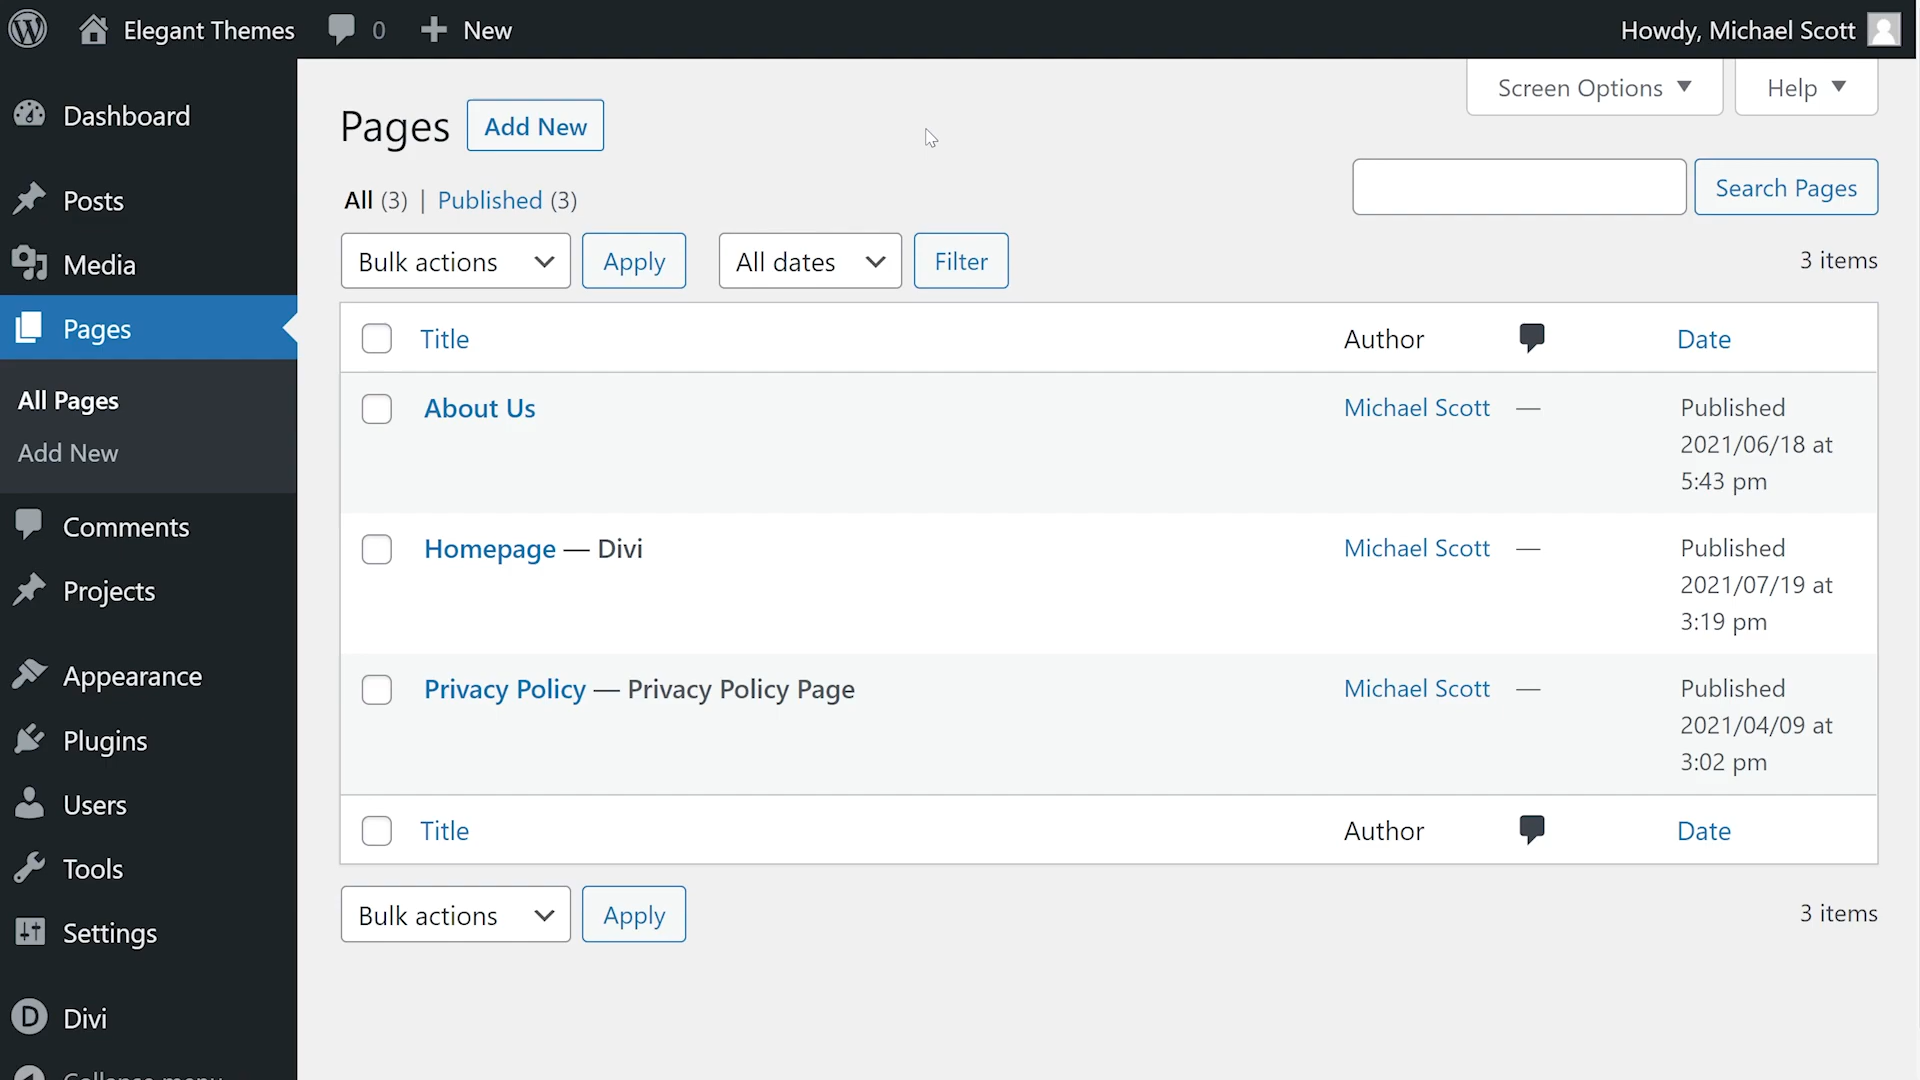 Elegant Themes 0 New Howdy, Michael Scott
Screen Options Help
Dashboard
Posts
Media
Pages
All Pages
Add New
Comments
Projects
Appearance
Plugins
Users
Tools
Settings
Divi
Pages Add New
All (3) | Published (3)
Search Pages
Bulk actions Apply All dates Filter 3 items
Title Author Date
About Us Michael Scott — Published
2021/06/18 at
5:43 pm
Homepage — Divi Michael Scott — Published
2021/07/19 at
3:19 pm
Privacy Policy — Privacy Policy Page Michael Scott — Published
2021/04/09 at
3:02 pm
Title Author Date
Bulk actions Apply 3 items